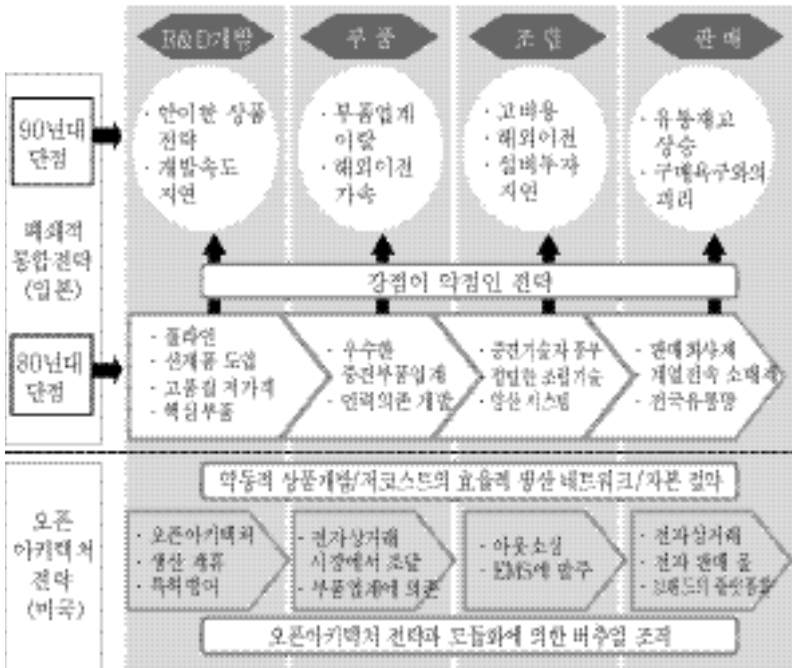 R&D개발
부품
조립
판매
90년대
단점
· 안이한 상품
전략
· 개발속도
지연
· 부품업계
이탈
· 해외이전
가속
· 고비용
· 해외이전
· 설비투자
지연
· 유통재고
상승
· 구매욕구와의
괴리
폐쇄적
통합전략
(일본)
강점이 약점인 전략
80년대
단점
· 풀라인
· 신제품 도입
· 고품질 저가격
· 핵심부품
· 우수한
· 중견부품업계
· 인력의존 개발
· 중견기술자 풍부
정밀한 조립기술
· 양산 시스템
· 판매회사제
· 계열전속 소매점
· 전국유통망
약동적 상품개발/저코스트의 효율적 생산 네트워크/자본 절약
오픈
아키텍처
전략
(미국)
· 오픈아키텍처
· 생산 제휴
· 특허방어
· 전자상거래
시장에서 조달
· 부품업계에 의존
· 아웃소싱
· EMS에 발주
· 전자상거래
· 전자 판매 몰
· 브랜드의
오픈아키텍처 전략과 모듈화에 의한 버추얼 조직